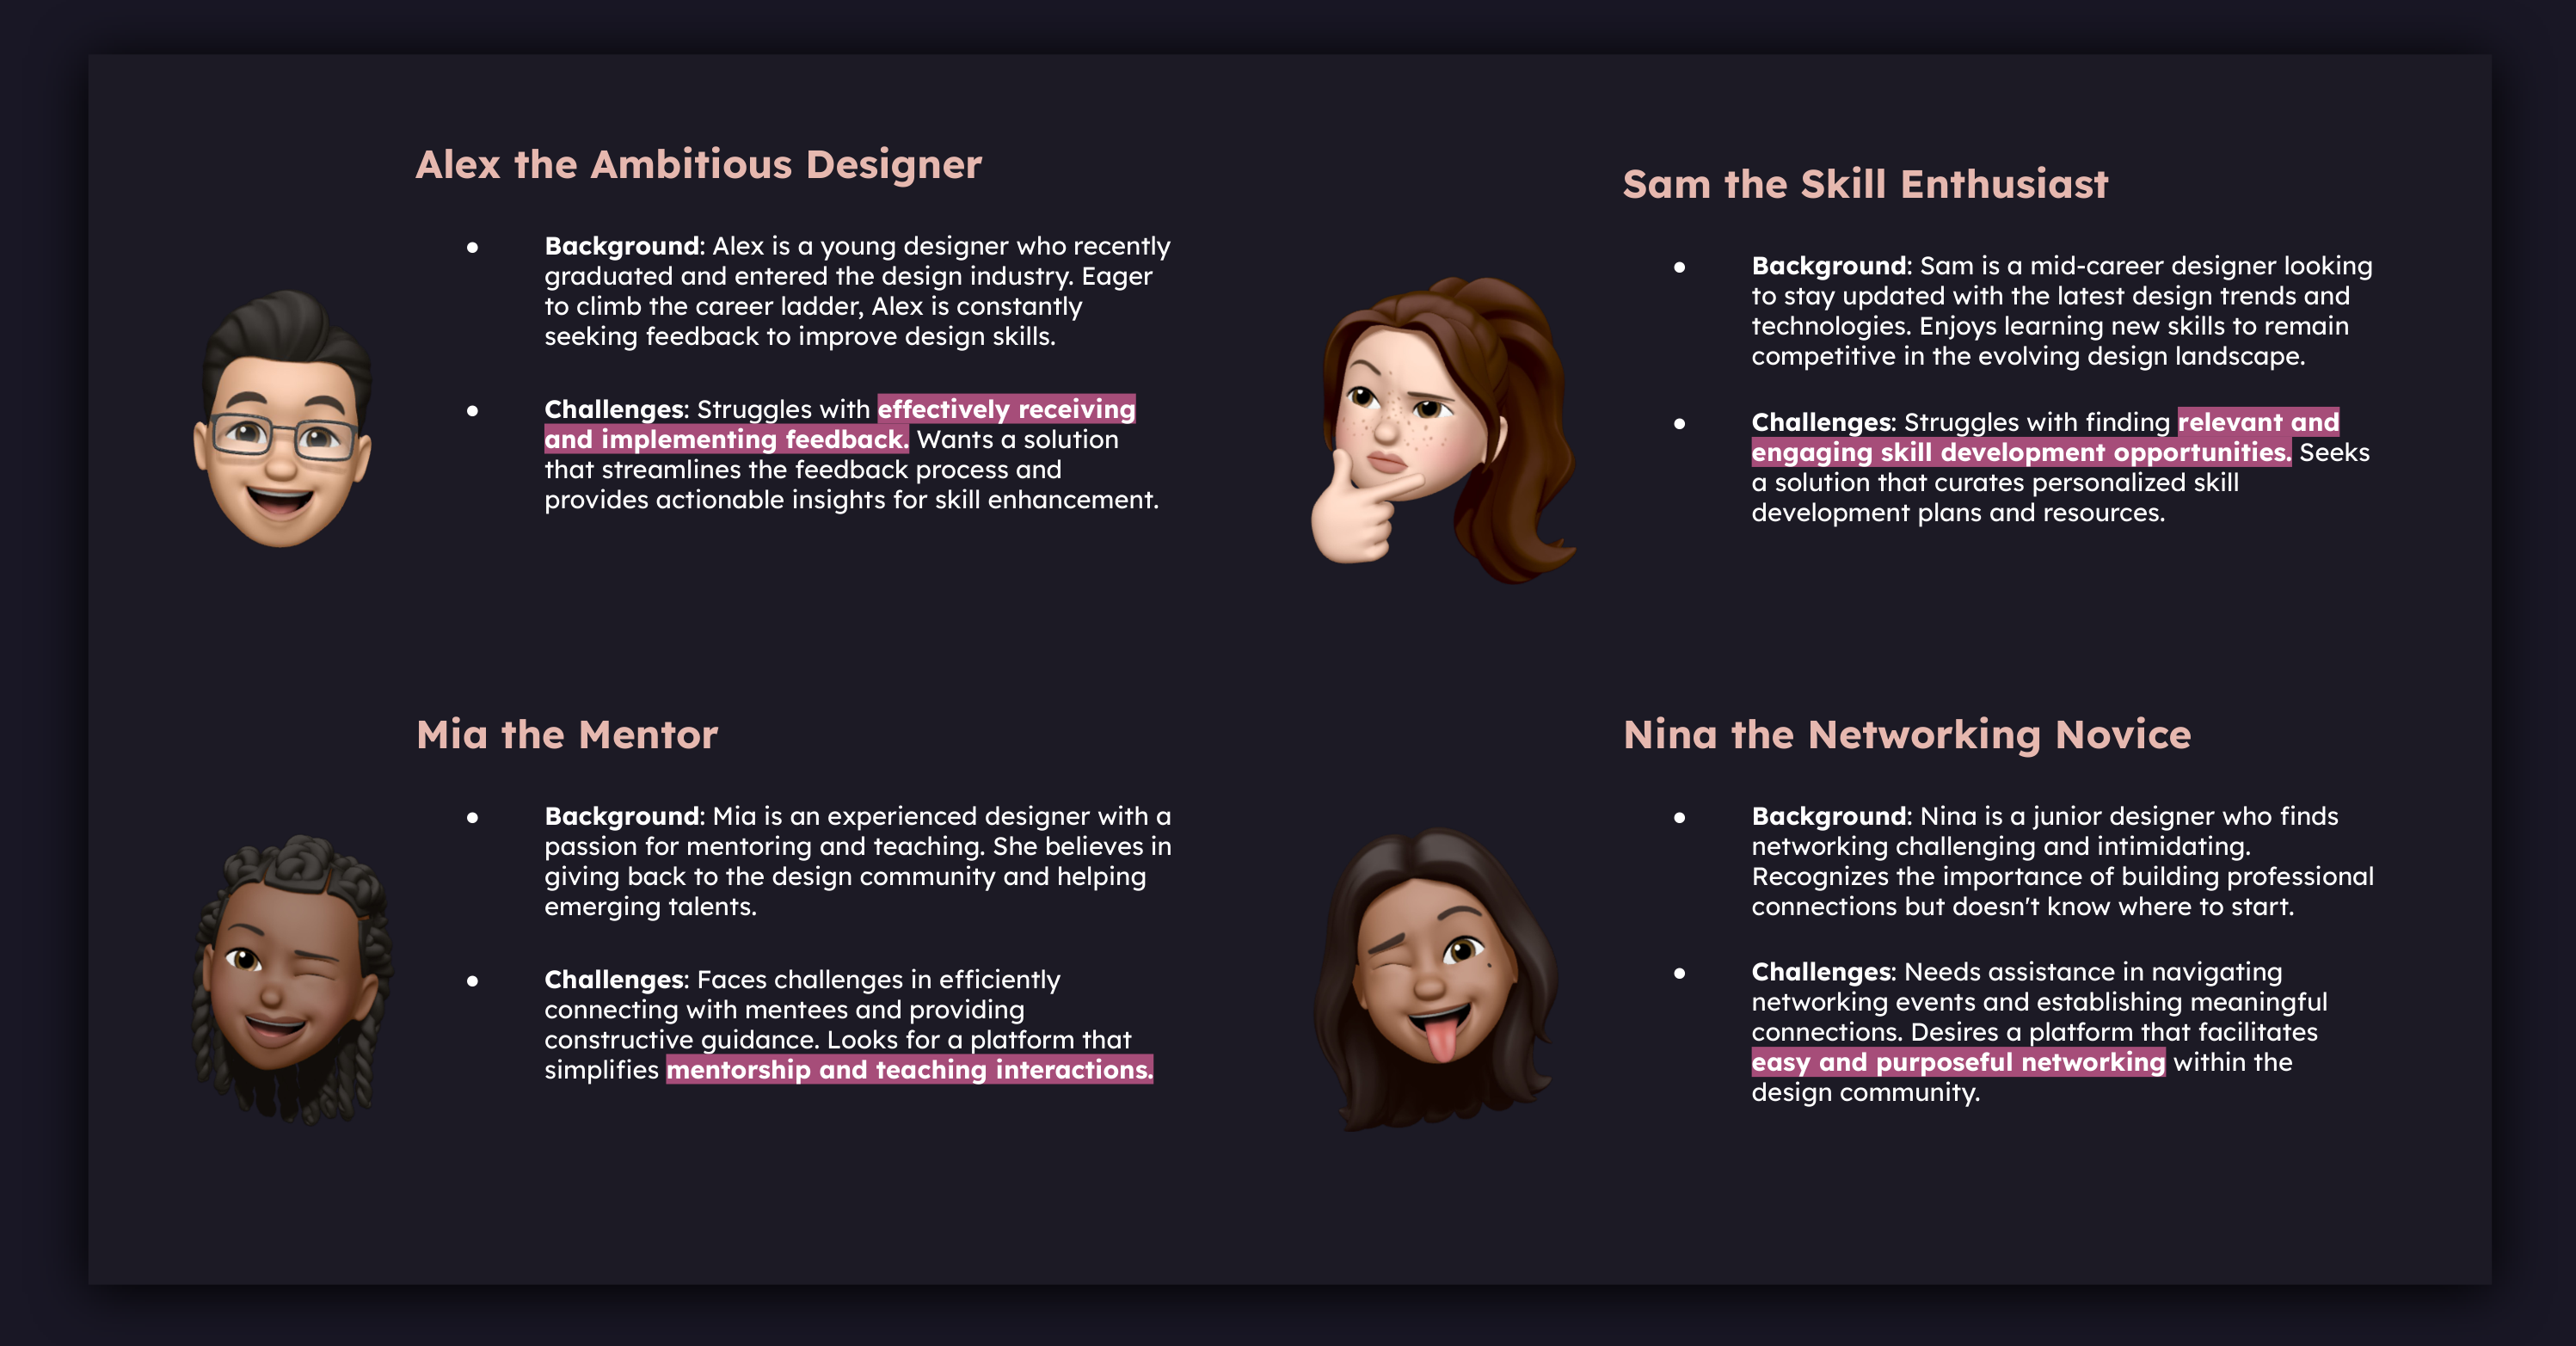 Alex the Ambitious Designer
● Background: Alex is a young designer who recently
graduated and entered the design industry. Eager
to climb the career ladder, Alex is constantly
seeking feedback to improve design skills.
● Challenges: Struggles with effectively receiving
and implementing feedback. Wants a solution
that streamlines the feedback process and
provides actionable insights for skill enhancement.
Sam the Skill Enthusiast
● Background: Sam is a mid-career designer looking
to stay updated with the latest design trends and
technologies. Enjoys learning new skills to remain
competitive in the evolving design landscape.
● Challenges: Struggles with finding relevant and
engaging skill development opportunities. Seeks
a solution that curates personalized skill
development plans and resources.
Mia the Mentor
● Background: Mia is an experienced designer with a
passion for mentoring and teaching. She believes in
giving back to the design community and helping
emerging talents.
● Challenges: Faces challenges in efficiently
connecting with mentees and providing
constructive guidance. Looks for a platform that
simplifies mentorship and teaching interactions.
Nina the Networking Novice
● Background: Nina is a junior designer who finds
networking challenging and intimidating.
Recognizes the importance of building professional
connections but doesn't know where to start.
● Challenges: Needs assistance in navigating
networking events and establishing meaningful
connections. Desires a platform that facilitates
easy and purposeful networking within the
design community.